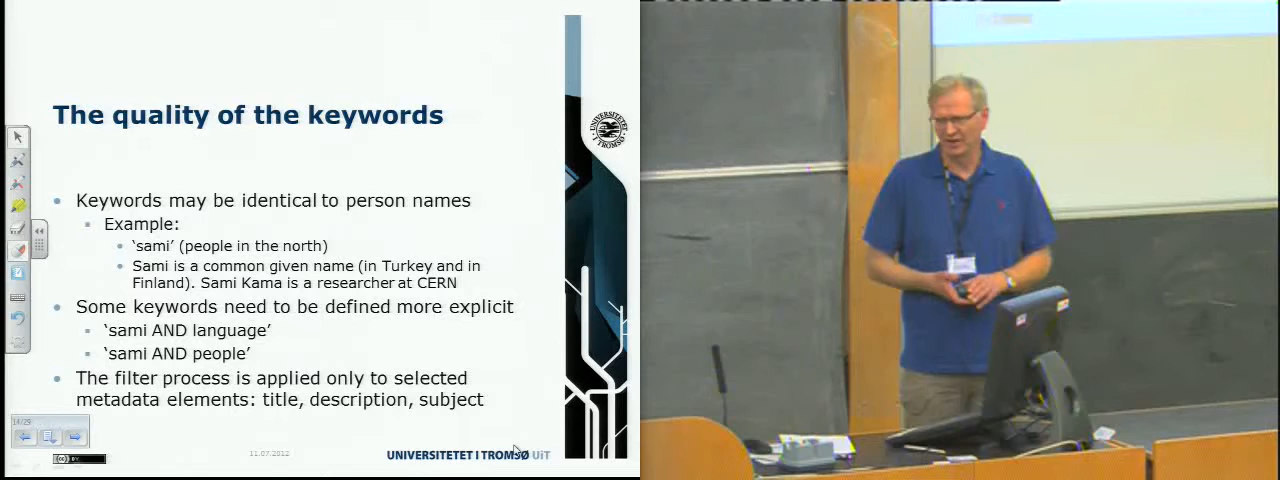 The quality of the keywords
UNIVERSITETET
I TROMSØ
Keywords may be identical to person names
Example:
‘sami’ (people in the north)
Sami is a common given name (in Turkey and in
Finland). Sami Kama is a researcher at CERN
Some keywords need to be defined more explicit
‘sami AND language’
‘sami AND people’
The filter process is applied only to selected
metadata elements: title, description, subject
14/29
11.07.2012
UNIVERSITETET I TROMSØ UiT